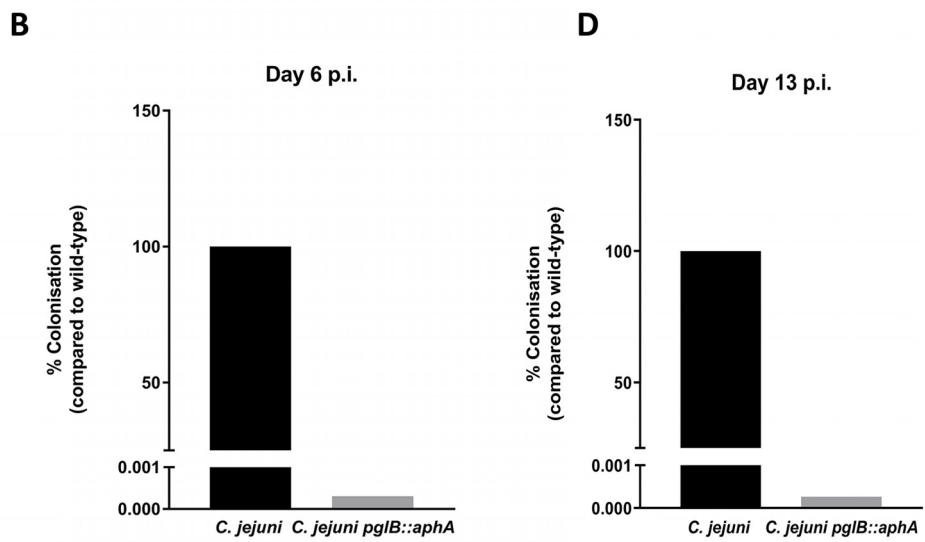 B
Day 6 p.i.
% Colonisation
(compared to wild-type)
150
100
50
0.001
0.000
C. jejuni
C. jejuni pglB::aphA
D
Day 13 p.i.
% Colonisation
(compared to wild-type)
150
100
50
0.001
0.000
C. jejuni
C. jejuni pglB::aphA